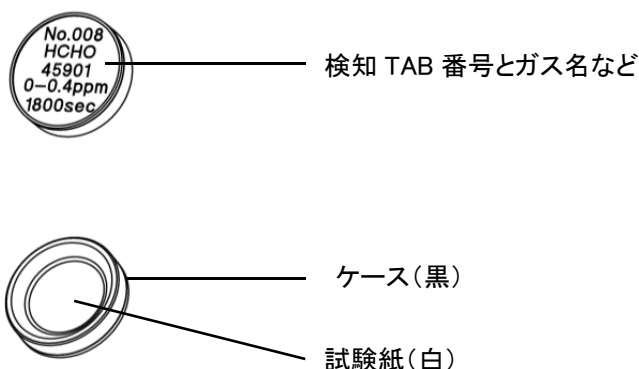 No.008
HCHO
45901
0-0.4ppm
1800sec
検知 TAB 番号とガス名など
ケース（黒）
試験紙（白）